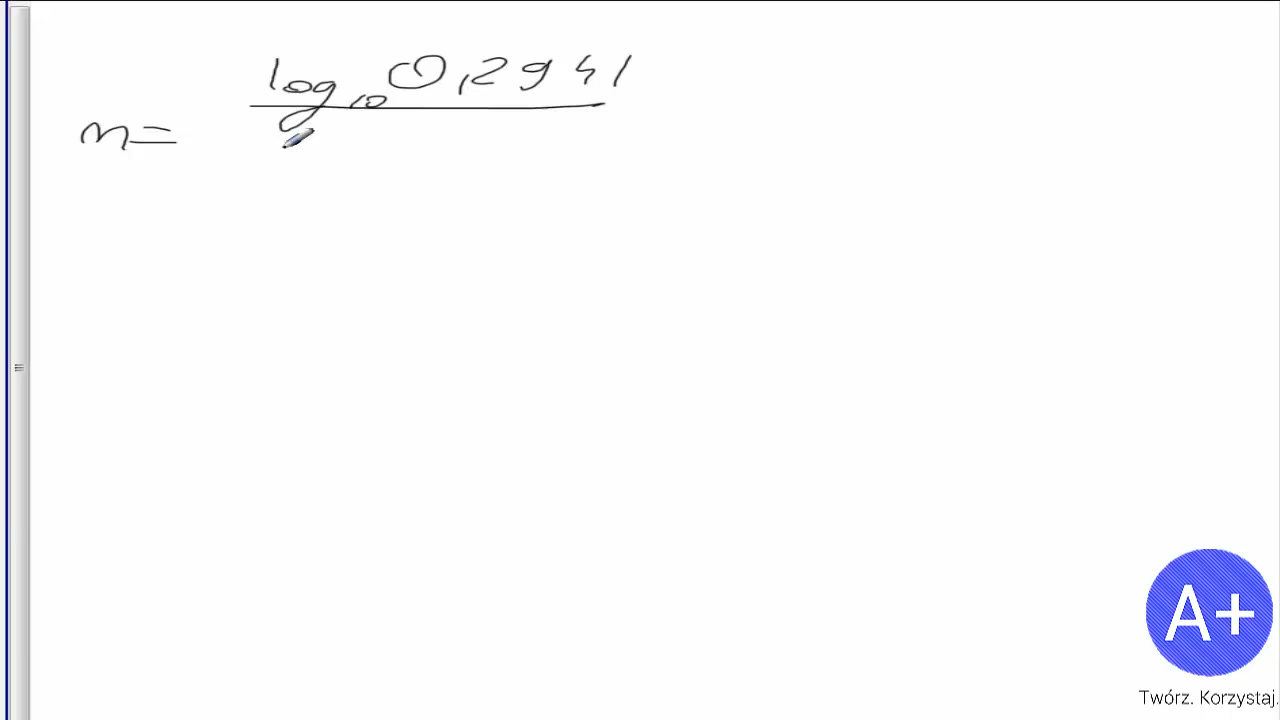 log₁₀ 0,2941
n=
A+
Twórz. Korzystaj.